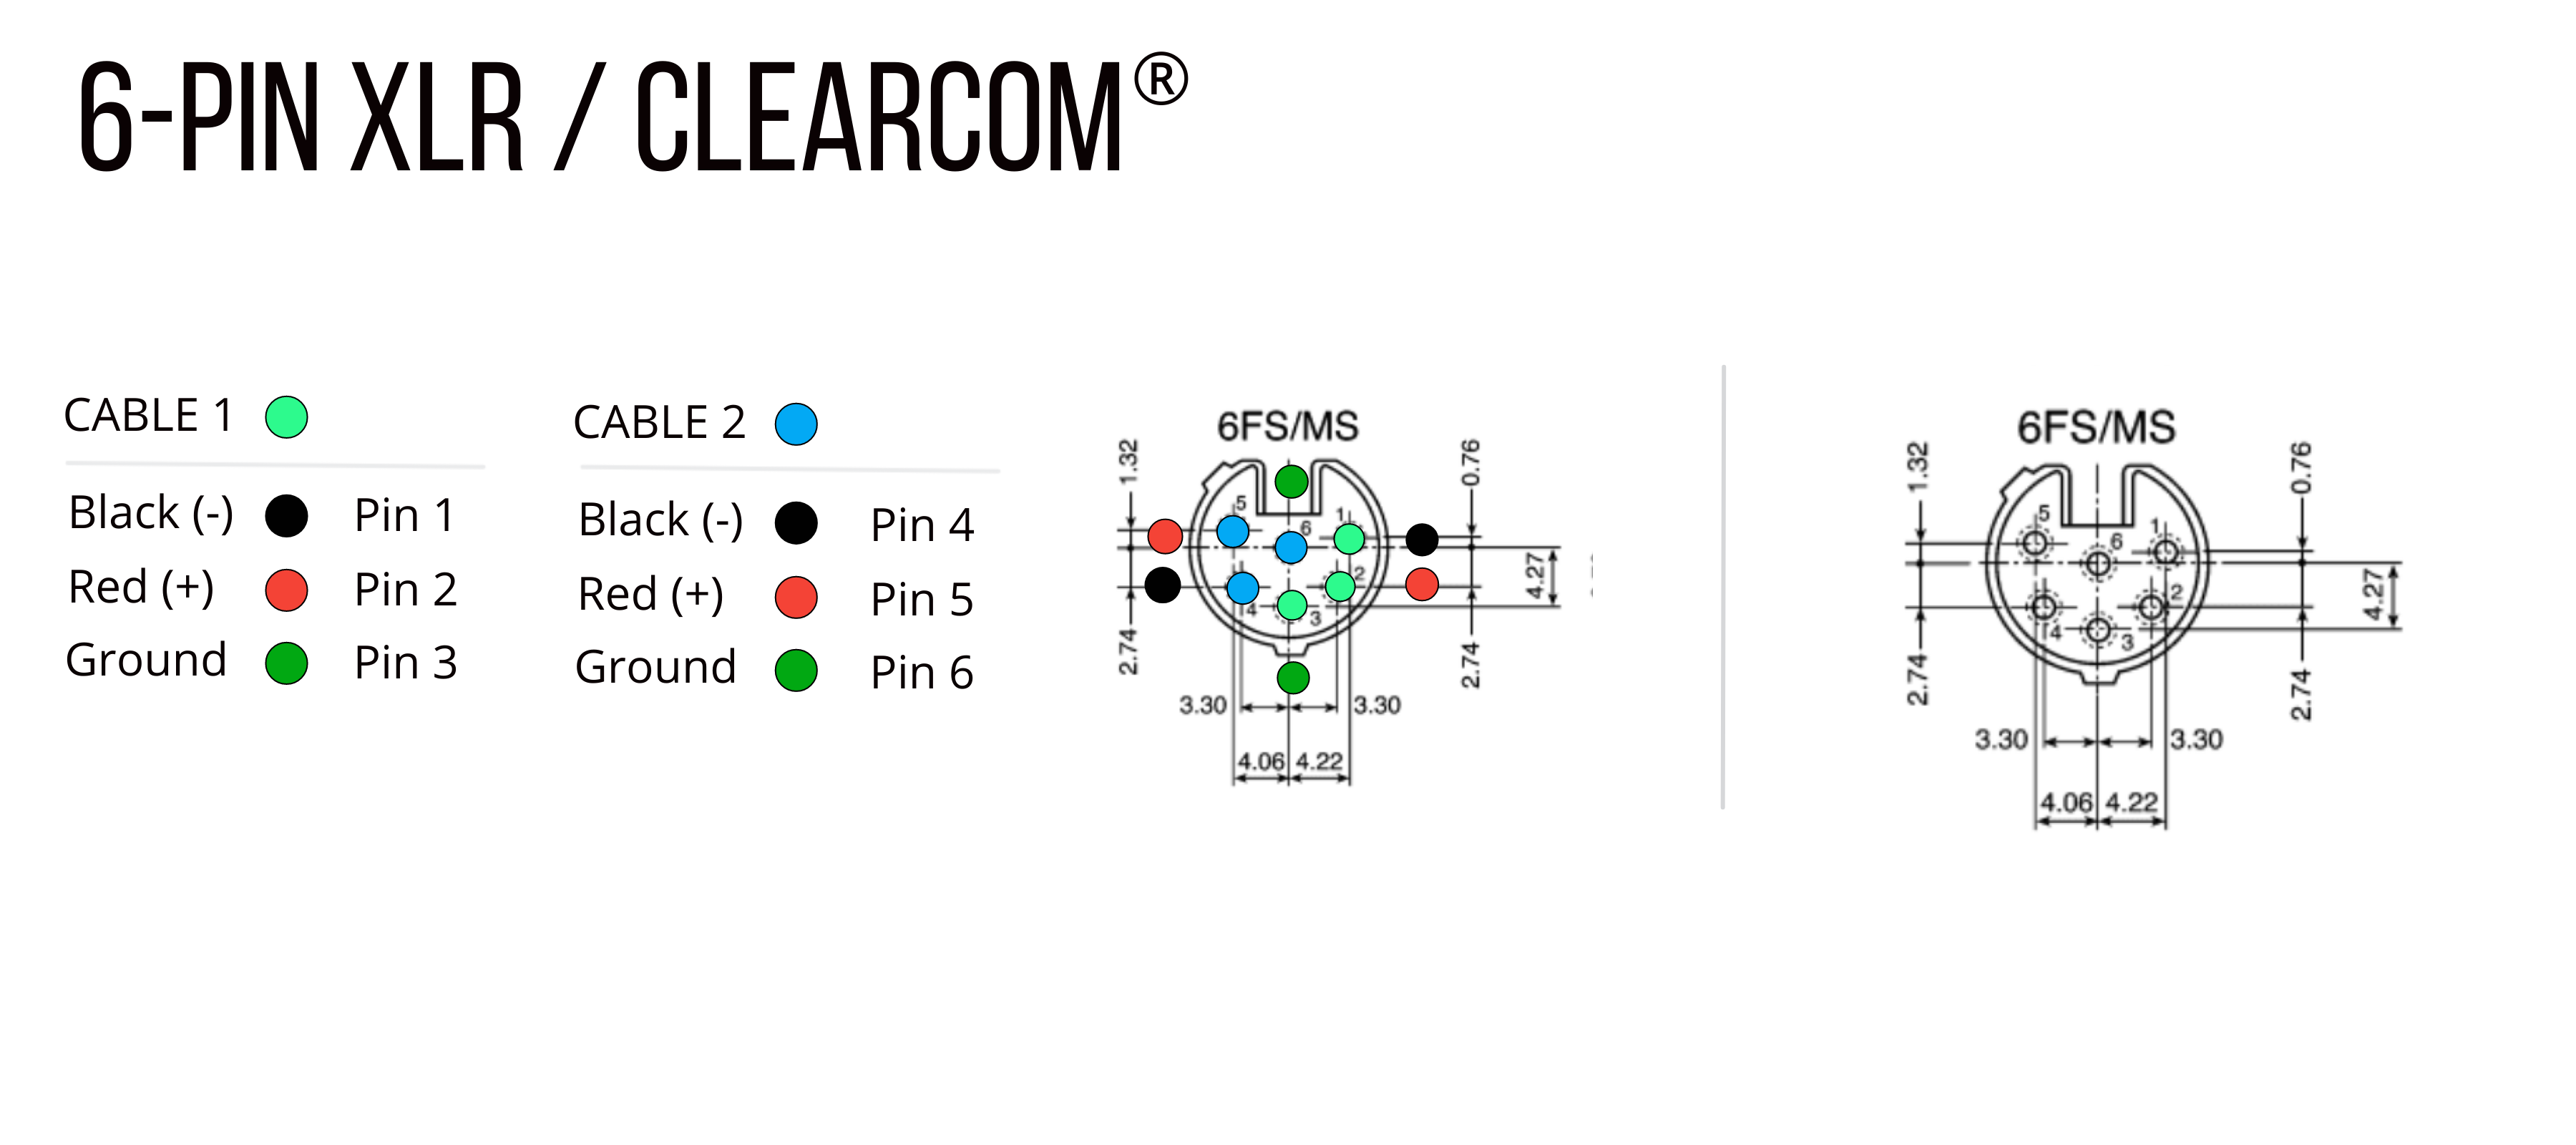 6-PIN XLR / CLEARCOM®
CABLE 1
Black (-) Pin 1
Red (+) Pin 2
Ground Pin 3
CABLE 2
Black (-) Pin 4
Red (+) Pin 5
Ground Pin 6
6FS/MS
1.32
0.76
5
6
1
2
4
3
4.27
2.74
2.74
3.30 3.30
4.06 4.22
6FS/MS
1.32
0.76
5
6
1
2
4
3
4.27
2.74
2.74
3.30 3.30
4.06 4.22